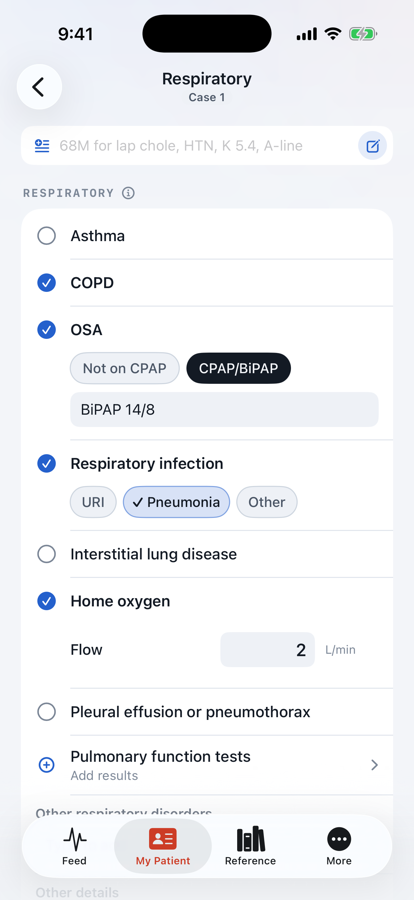 9:41
Respiratory
Case 1
68M for lap chole, HTN, K 5.4, A-line
RESPIRATORY
Asthma
COPD
OSA
Not on CPAP
CPAP/BiPAP
BiPAP 14/8
Respiratory infection
URI
Pneumonia
Other
Interstitial lung disease
Home oxygen
Flow 2 L/min
Pleural effusion or pneumothorax
Pulmonary function tests
Add results
Other respiratory disorders
Feed
My Patient
Reference
More
Other details